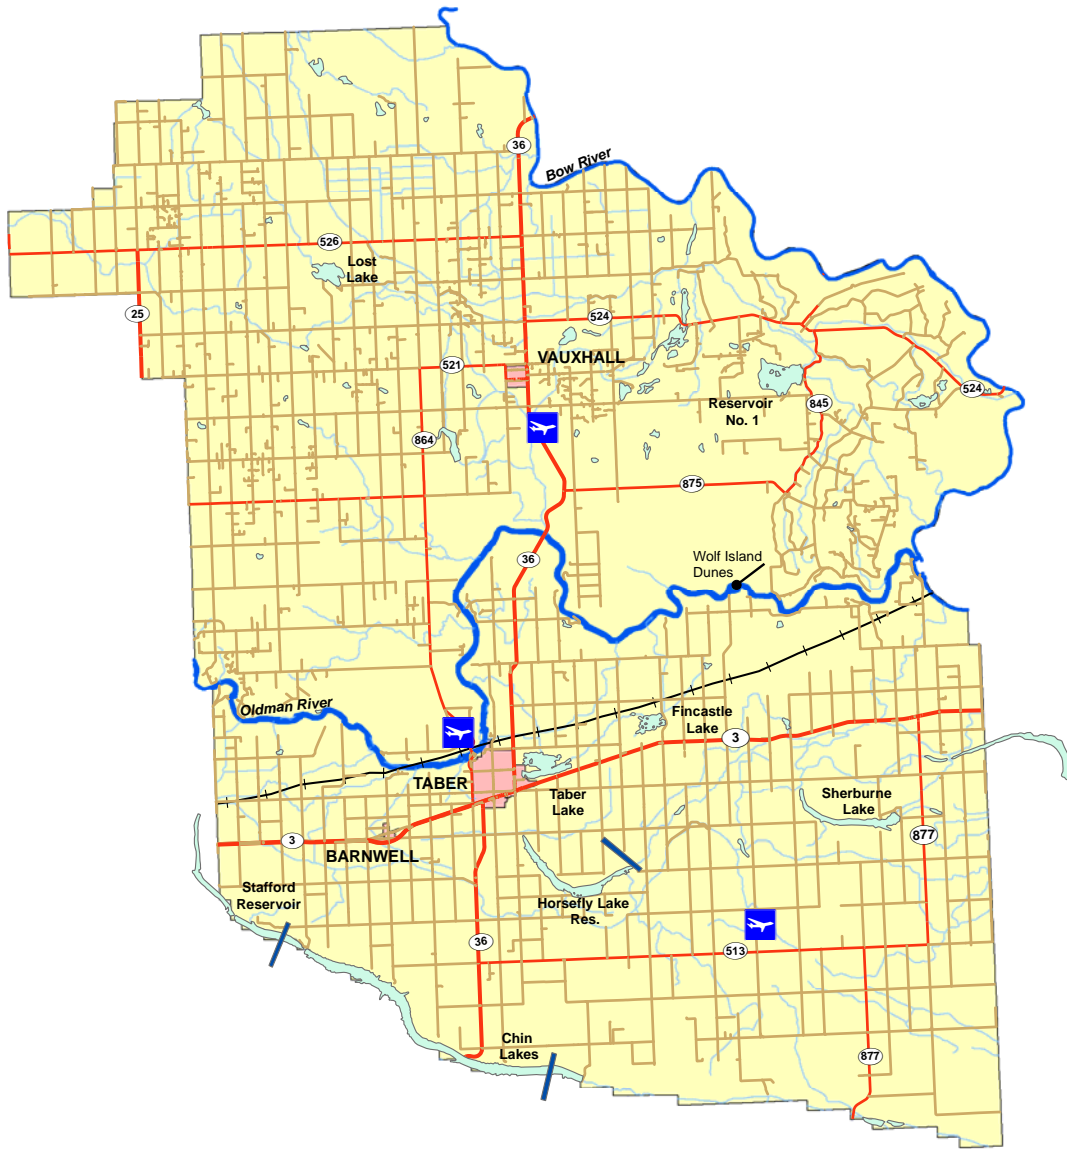 36
Bow River
526
Lost
Lake
25
524
VAUXHALL
521
524
Reservoir
No. 1
845
864
875
Wolf Island
Dunes
36
Oldman River
Fincastle
Lake
3
TABER
Taber
Lake
Sherburne
Lake
877
3
BARNWELL
Stafford
Reservoir
Horsefly Lake
Res.
36
513
Chin
Lakes
877